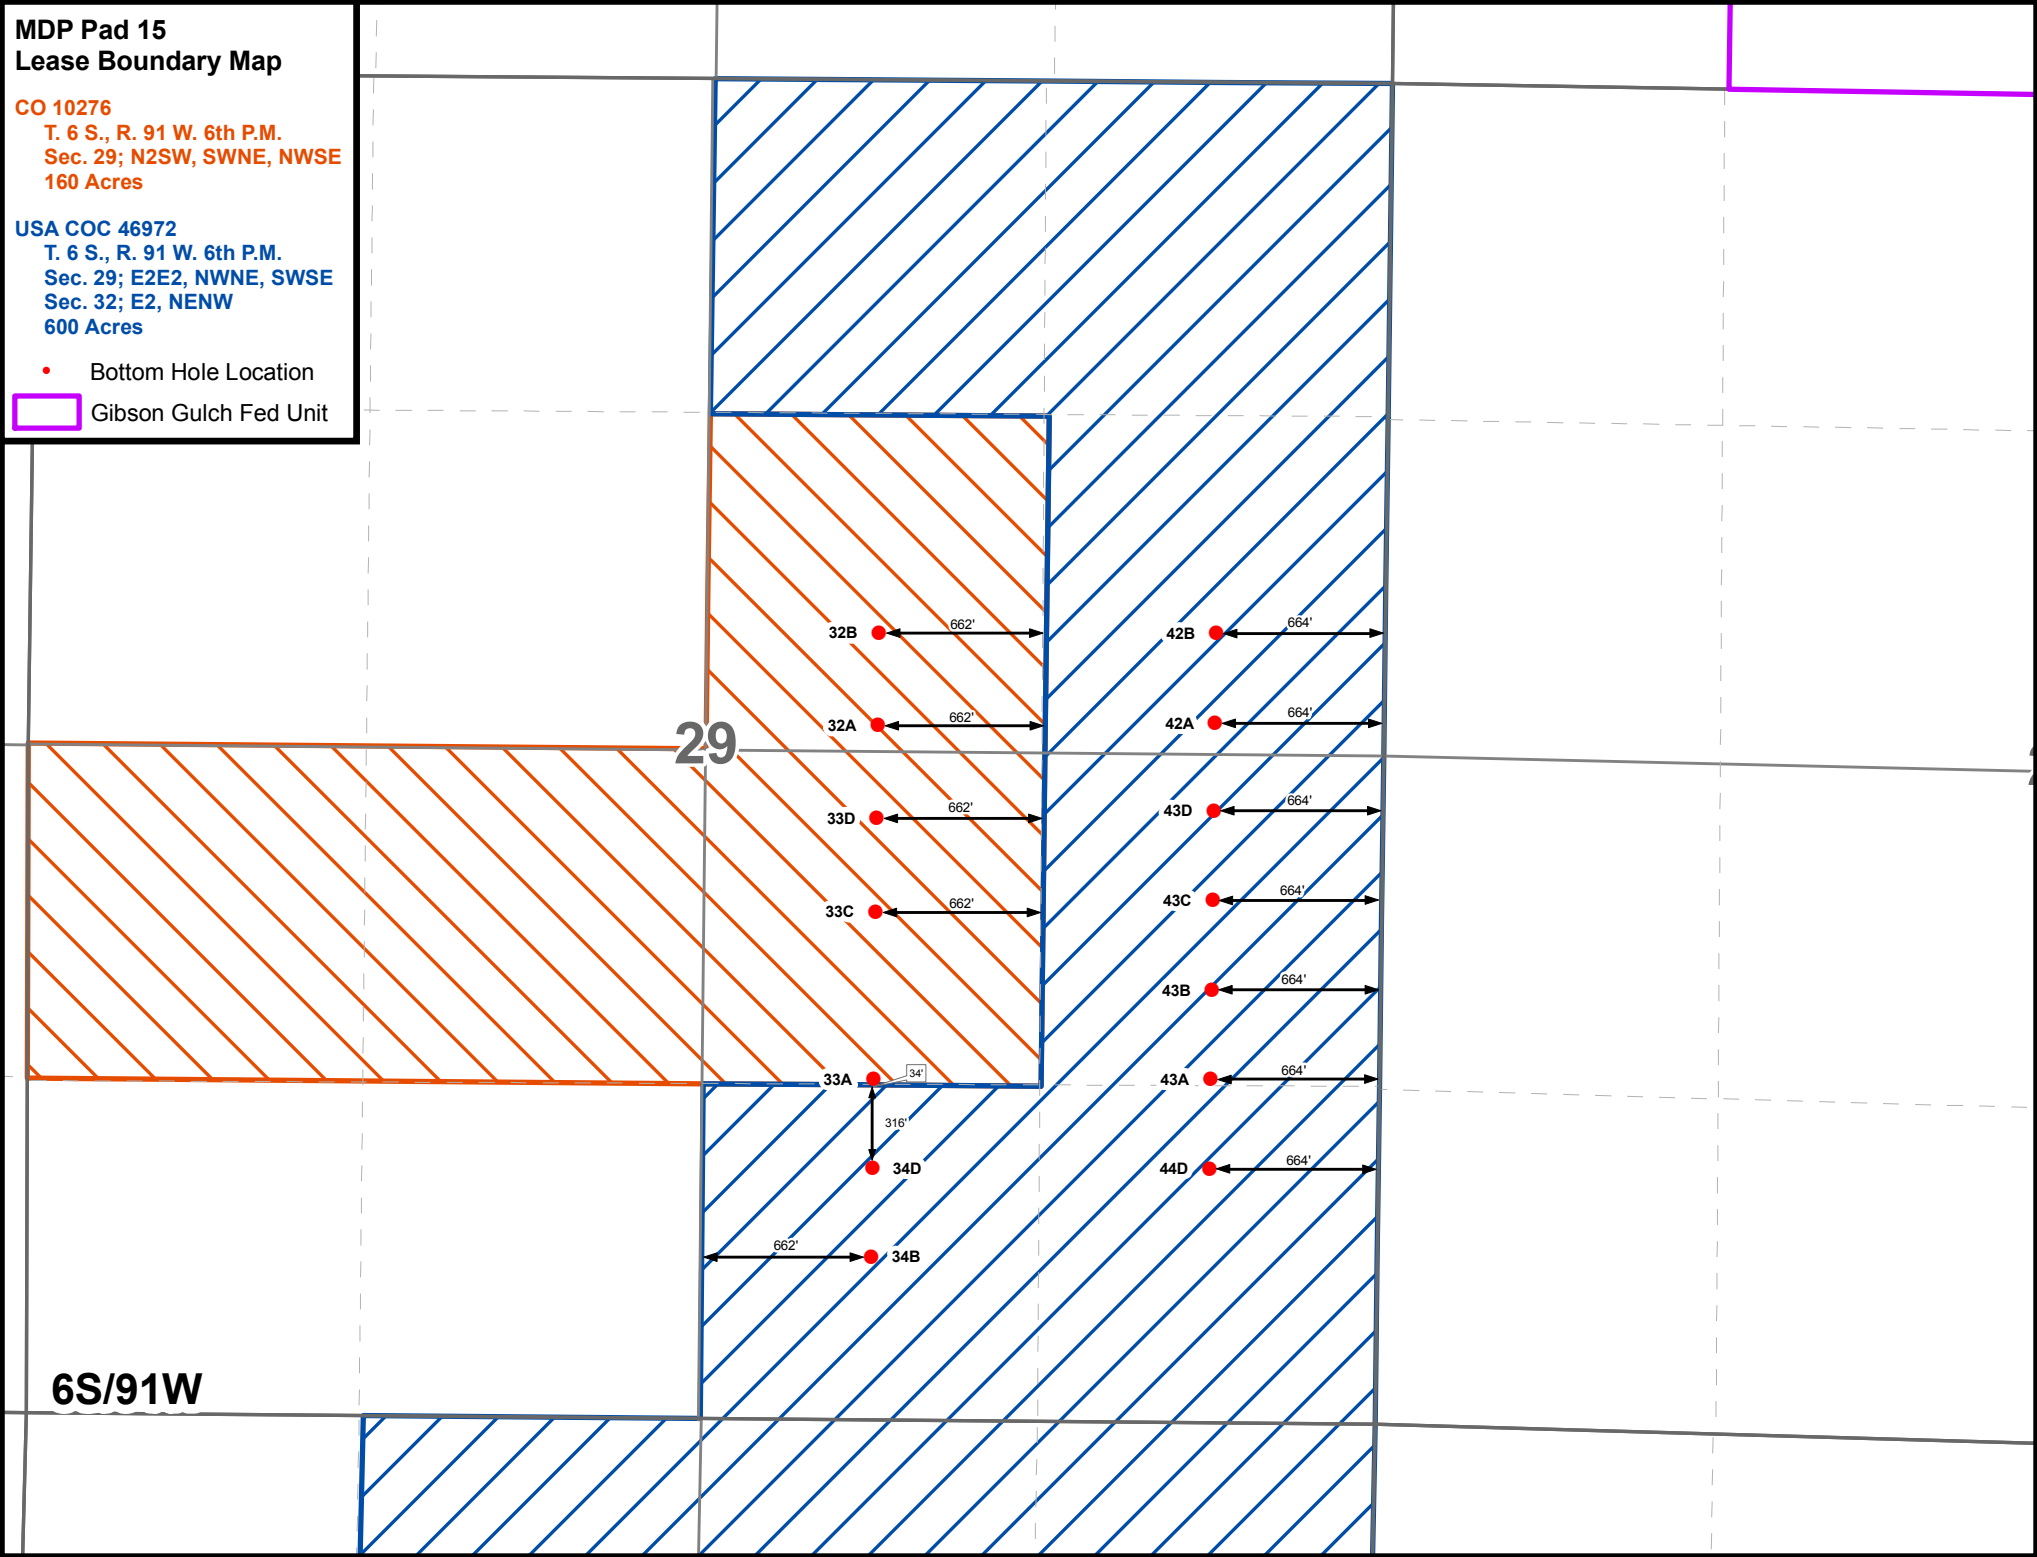 MDP Pad 15
Lease Boundary Map
CO 10276
T. 6 S., R. 91 W. 6th P.M.
Sec. 29; N2SW, SWNE, NWSE
160 Acres
USA COC 46972
T. 6 S., R. 91 W. 6th P.M.
Sec. 29; E2E2, NWNE, SWSE
Sec. 32; E2, NENW
600 Acres
Bottom Hole Location
Gibson Gulch Fed Unit
32B 662' 42B 664'
32A 662' 42A 664'
29
33D 662' 43D 664'
33C 662' 43C 664'
43B 664'
33A 34' 43A 664'
316'
34D 44D 664'
662' 34B
6S/91W